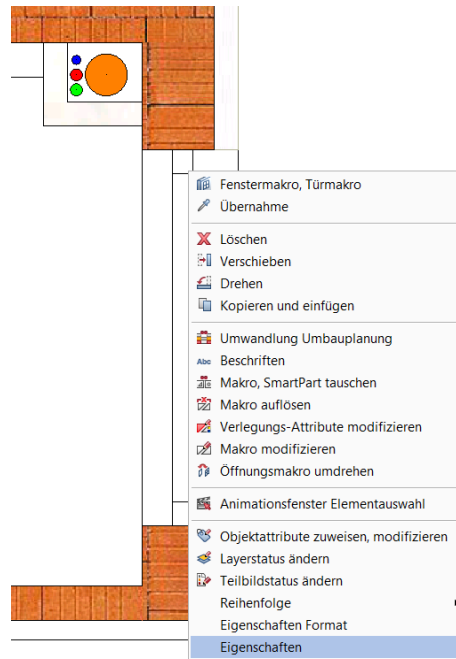 Fenstermakro, Türmakro
Übernahme
Löschen
Verschieben
Drehen
Kopieren und einfügen
Umwandlung Umbauplanung
Abc Beschriften
Makro, SmartPart tauschen
Makro auflösen
Verlegungs-Attribute modifizieren
Makro modifizieren
Öffnungsmakro umdrehen
Animationsfenster Elementauswahl
Objektattribute zuweisen, modifizieren
Layerstatus ändern
Teilbildstatus ändern
Reihenfolge
Eigenschaften Format
Eigenschaften